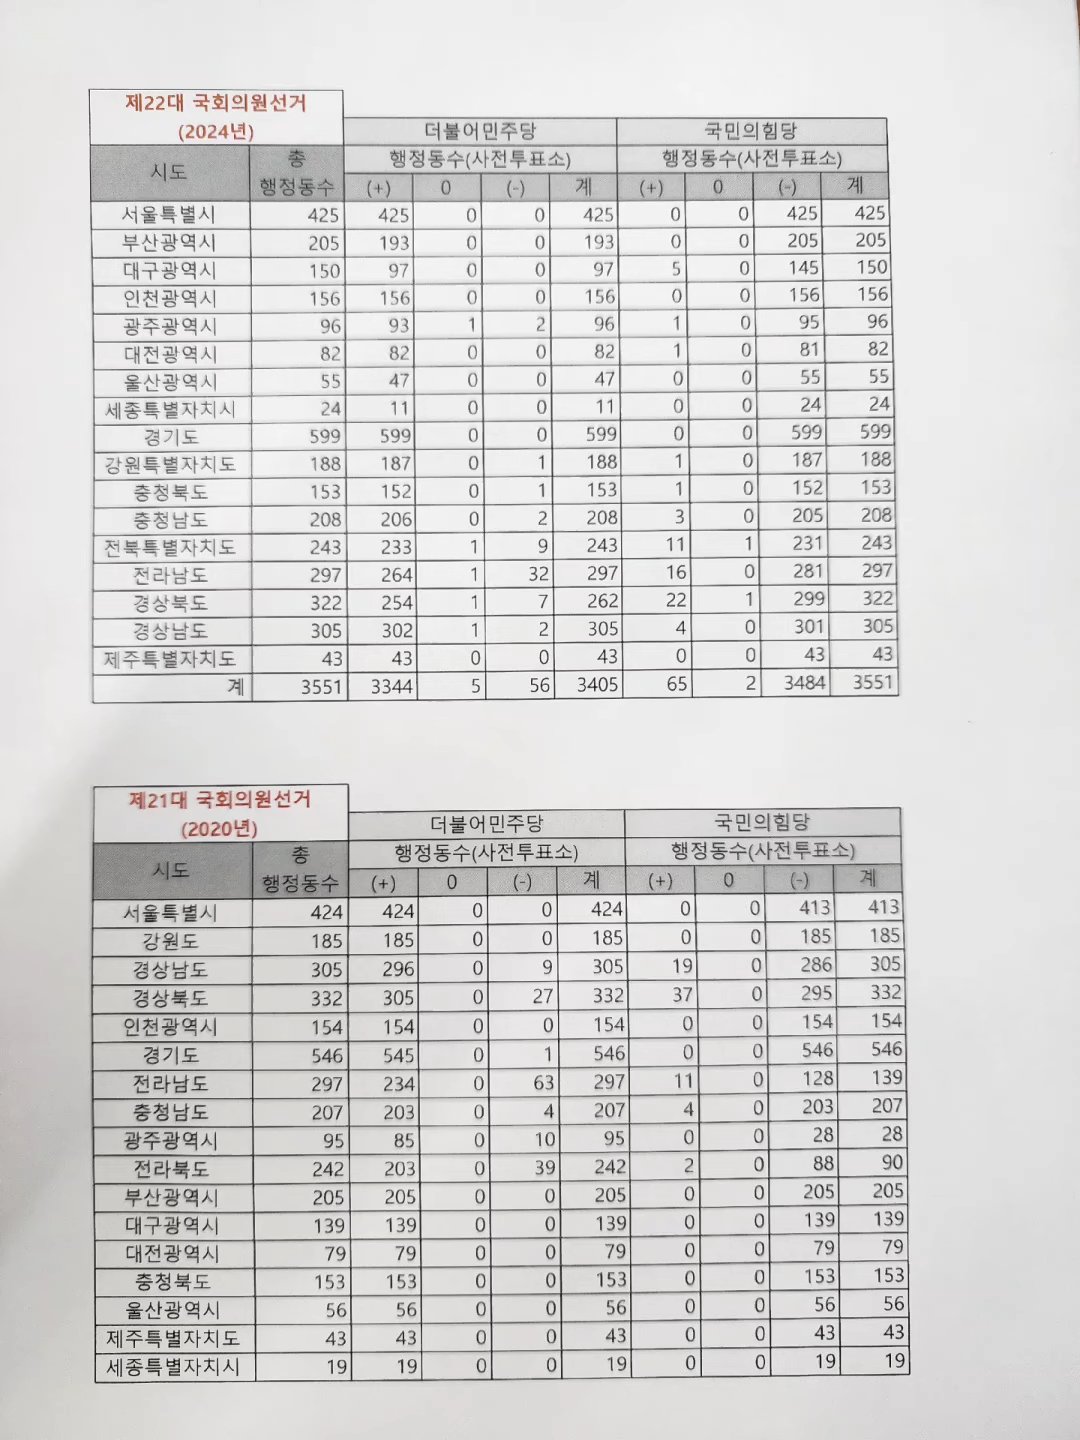 제22대 국회의원선거
(2024년)
더불어민주당 국민의힘당
시도 총 행정동수 행정동수(사전투표소) 행정동수(사전투표소)
(+) 0 (-) 계 (+) 0 (-) 계
서울특별시 425 425 0 0 425 0 0 425 425
부산광역시 205 193 0 0 193 0 0 205 205
대구광역시 150 97 0 0 97 5 0 145 150
인천광역시 156 156 0 0 156 0 0 156 156
광주광역시 96 93 1 2 96 1 0 95 96
대전광역시 82 82 0 0 82 1 0 81 82
울산광역시 55 47 0 0 47 0 0 55 55
세종특별자치시 24 11 0 0 11 0 0 24 24
경기도 599 599 0 0 599 0 0 599 599
강원특별자치도 188 187 0 1 188 1 0 187 188
충청북도 153 152 0 1 153 1 0 152 153
충청남도 208 206 0 2 208 3 0 205 208
전북특별자치도 243 233 1 9 243 11 1 231 243
전라남도 297 264 1 32 297 16 0 281 297
경상북도 322 254 1 7 262 22 1 299 322
경상남도 305 302 1 2 305 4 0 301 305
제주특별자치도 43 43 0 0 43 0 0 43 43
계 3551 3344 5 56 3405 65 2 3484 3551
제21대 국회의원선거
(2020년)
더불어민주당 국민의힘당
시도 총 행정동수 행정동수(사전투표소) 행정동수(사전투표소)
(+) 0 (-) 계 (+) 0 (-) 계
서울특별시 424 424 0 0 424 0 0 413 413
강원도 185 185 0 0 185 0 0 185 185
경상남도 305 296 0 9 305 19 0 286 305
경상북도 332 305 0 27 332 37 0 295 332
인천광역시 154 154 0 0 154 0 0 154 154
경기도 546 545 0 1 546 0 0 546 546
전라남도 297 234 0 63 297 11 0 128 139
충청남도 207 203 0 4 207 4 0 203 207
광주광역시 95 85 0 10 95 0 0 28 28
전라북도 242 203 0 39 242 2 0 88 90
부산광역시 205 205 0 0 205 0 0 205 205
대구광역시 139 139 0 0 139 0 0 139 139
대전광역시 79 79 0 0 79 0 0 79 79
충청북도 153 153 0 0 153 0 0 153 153
울산광역시 56 56 0 0 56 0 0 56 56
제주특별자치도 43 43 0 0 43 0 0 43 43
세종특별자치시 19 19 0 0 19 0 0 19 19